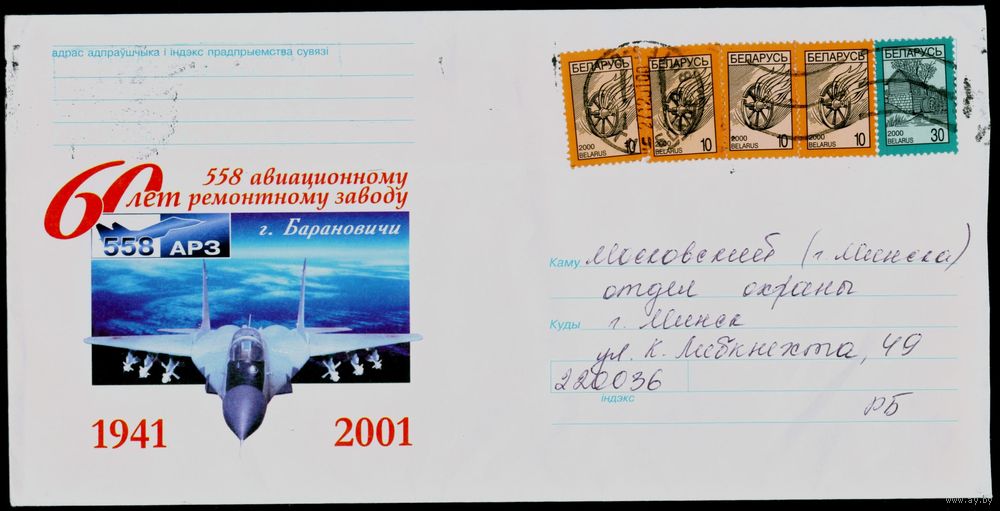 адрас адпраўшчыка і індэкс прадпрыемства сувязі
60 лет 558 авиационному ремонтному заводу
558 АРЗ
г. Барановичи
1941 2001
БЕЛАРУСЬ
2000
BELARUS
10
БЕЛАРУСЬ
2000
BELARUS
10
БЕЛАРУСЬ
2000
BELARUS
10
БЕЛАРУСЬ
2000
BELARUS
10
БЕЛАРУСЬ
2000
BELARUS
30
Каму Московский (г. Минска)
отдел охраны
Куды г. Минск
ул. К. Либкнехта, 49
220036
індэкс
РБ
www.ay.by